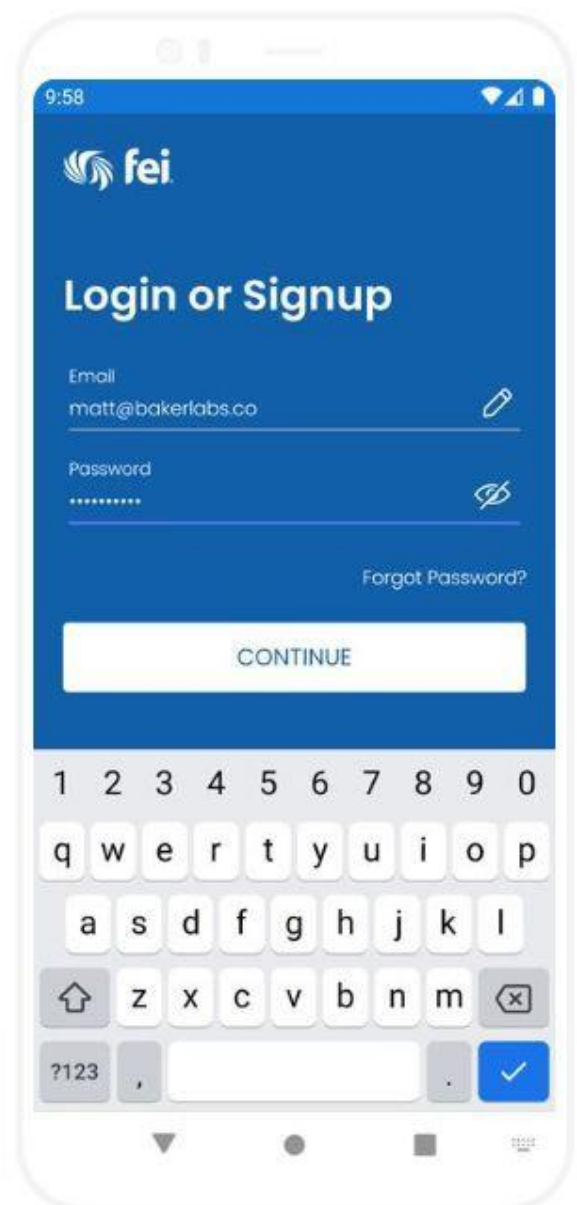 9:58
fei
Login or Signup
Email
matt@bakerlabs.co
Password
••••••••••
Forgot Password?
CONTINUE
1 2 3 4 5 6 7 8 9 0
q w e r t y u i o p
a s d f g h j k l
z x c v b n m
?123 , .